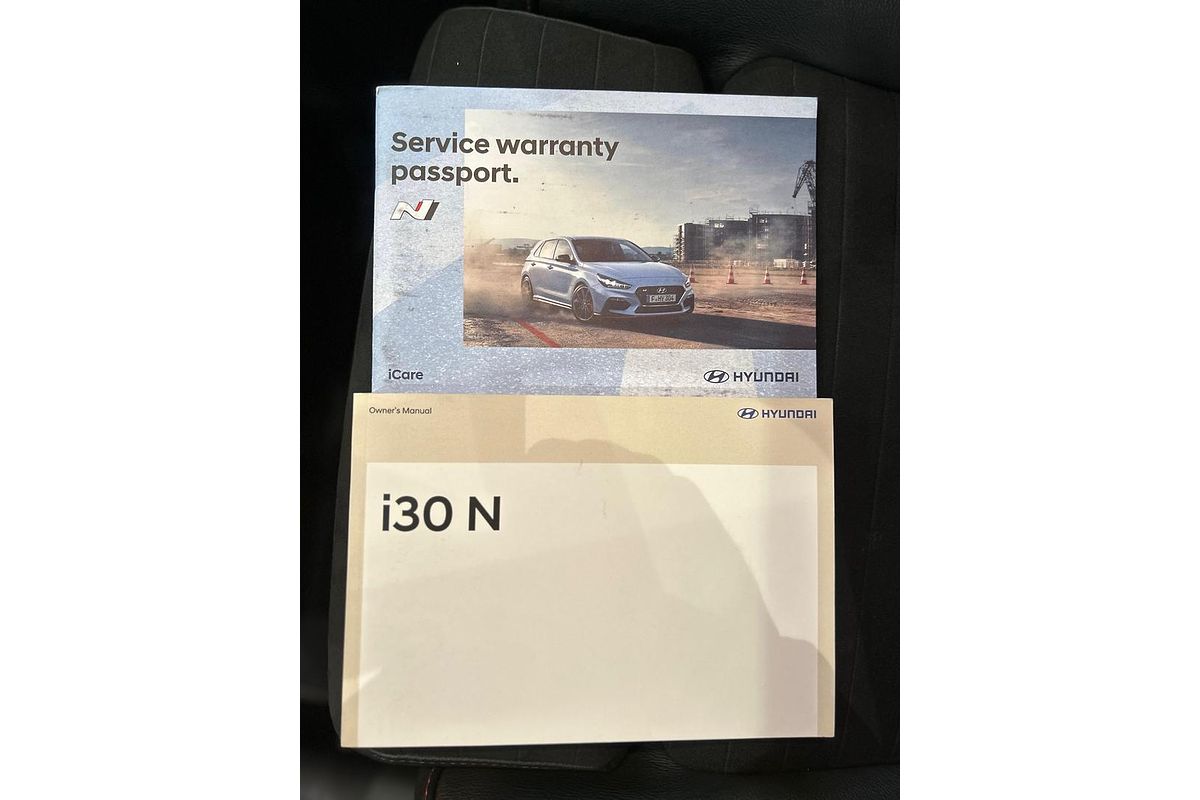 Service warranty
passport.
N
iCare
HYUNDAI
Owner's Manual
HYUNDAI
i30 N